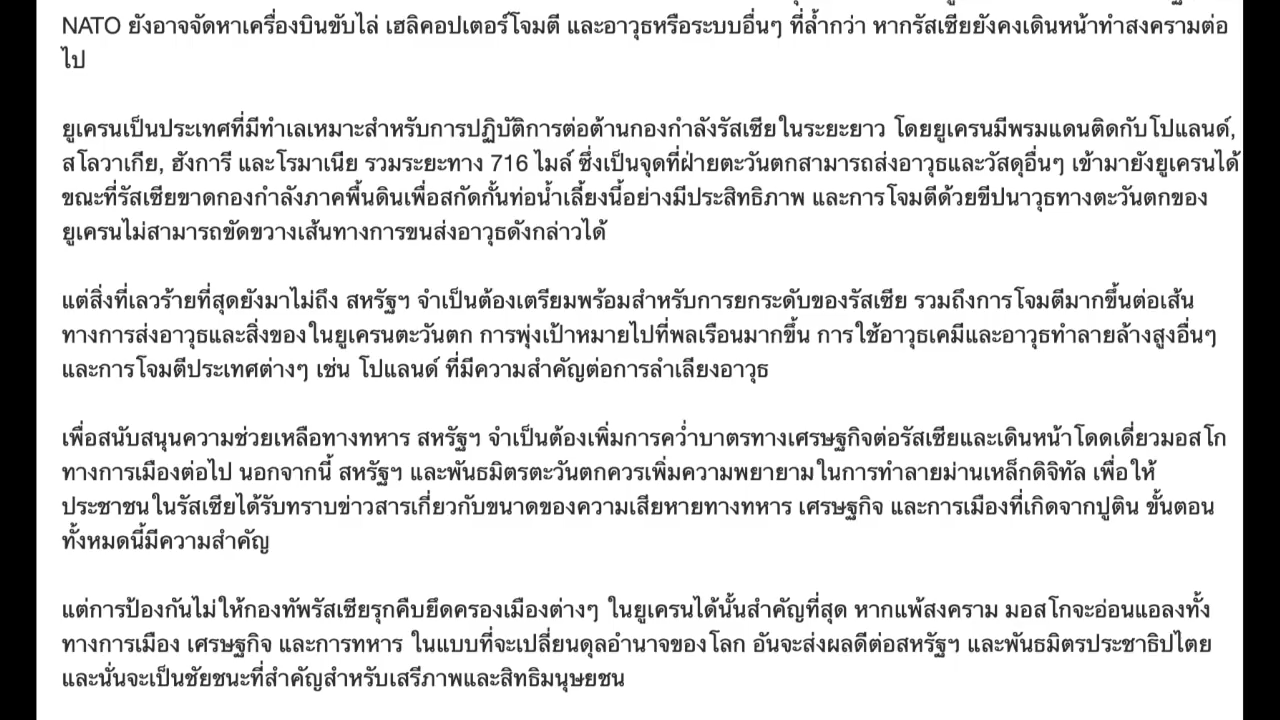 NATO ยังอาจจัดหาเครื่องบินขับไล่ เฮลิคอปเตอร์โจมตี และอาวุธหรือระบบอื่นๆ ที่ล้ำกว่า หากรัสเซียยังคงเดินหน้าทำสงครามต่อ
ไป
ยูเครนเป็นประเทศที่มีทำเลเหมาะสำหรับการปฏิบัติการต่อต้านกองกำลังรัสเซียในระยะยาว โดยยูเครนมีพรมแดนติดกับโปแลนด์,
สโลวาเกีย, ฮังการี และโรมาเนีย รวมระยะทาง 716 ไมล์ ซึ่งเป็นจุดที่ฝ่ายตะวันตกสามารถส่งอาวุธและวัสดุอื่นๆ เข้ามายังยูเครนได้
ขณะที่รัสเซียขาดกองกำลังภาคพื้นดินเพื่อสกัดกั้นท่อน้ำเลี้ยงนี้อย่างมีประสิทธิภาพ และการโจมตีด้วยขีปนาวุธทางตะวันตกของ
ยูเครนไม่สามารถขัดขวางเส้นทางการขนส่งอาวุธดังกล่าวได้
แต่สิ่งที่เลวร้ายที่สุดยังมาไม่ถึง สหรัฐฯ จำเป็นต้องเตรียมพร้อมสำหรับการยกระดับของรัสเซีย รวมถึงการโจมตีมากขึ้นต่อเส้น
ทางการส่งอาวุธและสิ่งของในยูเครนตะวันตก การพุ่งเป้าหมายไปที่พลเรือนมากขึ้น การใช้อาวุธเคมีและอาวุธทำลายล้างสูงอื่นๆ
และการโจมตีประเทศต่างๆ เช่น โปแลนด์ ที่มีความสำคัญต่อการลำเลียงอาวุธ
เพื่อสนับสนุนความช่วยเหลือทางทหาร สหรัฐฯ จำเป็นต้องเพิ่มการคว่ำบาตรทางเศรษฐกิจต่อรัสเซียและเดินหน้าโดดเดี่ยวมอสโก
ทางการเมืองต่อไป นอกจากนี้ สหรัฐฯ และพันธมิตรตะวันตกควรเพิ่มความพยายามในการทำลายม่านเหล็กดิจิทัล เพื่อให้
ประชาชนในรัสเซียได้รับทราบข่าวสารเกี่ยวกับขนาดของความเสียหายทางทหาร เศรษฐกิจ และการเมืองที่เกิดจากปูติน ขั้นตอน
ทั้งหมดนี้มีความสำคัญ
แต่การป้องกันไม่ให้กองทัพรัสเซียรุกคืบยึดครองเมืองต่างๆ ในยูเครนได้นั้นสำคัญที่สุด หากแพ้สงคราม มอสโกจะอ่อนแอลงทั้ง
ทางการเมือง เศรษฐกิจ และการทหาร ในแบบที่จะเปลี่ยนดุลอำนาจของโลก อันจะส่งผลดีต่อสหรัฐฯ และพันธมิตรประชาธิปไตย
และนั่นจะเป็นชัยชนะที่สำคัญสำหรับเสรีภาพและสิทธิมนุษยชน